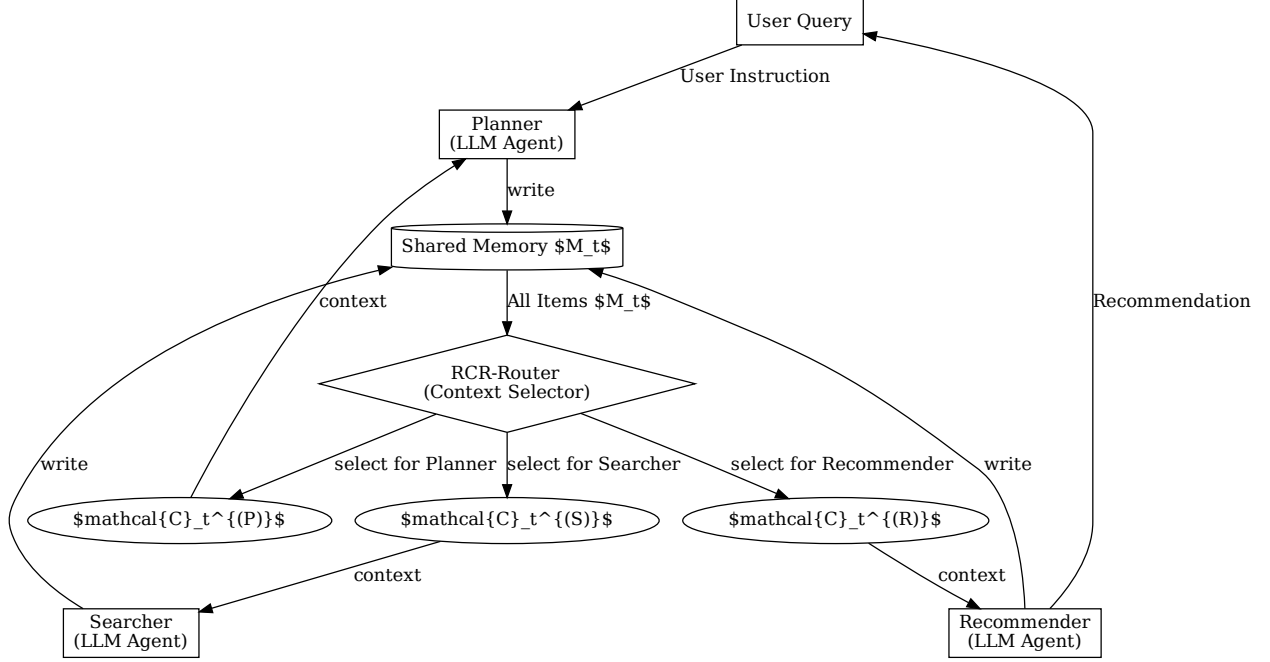 User Query
User Instruction
Planner
(LLM Agent)
write
Shared Memory $M_t$
context
All Items $M_t$
Recommendation
RCR-Router
(Context Selector)
write
select for Planner
select for Searcher
select for Recommender
write
$mathcal{C}_t^{(P)}$
$mathcal{C}_t^{(S)}$
$mathcal{C}_t^{(R)}$
context
context
Searcher
(LLM Agent)
Recommender
(LLM Agent)